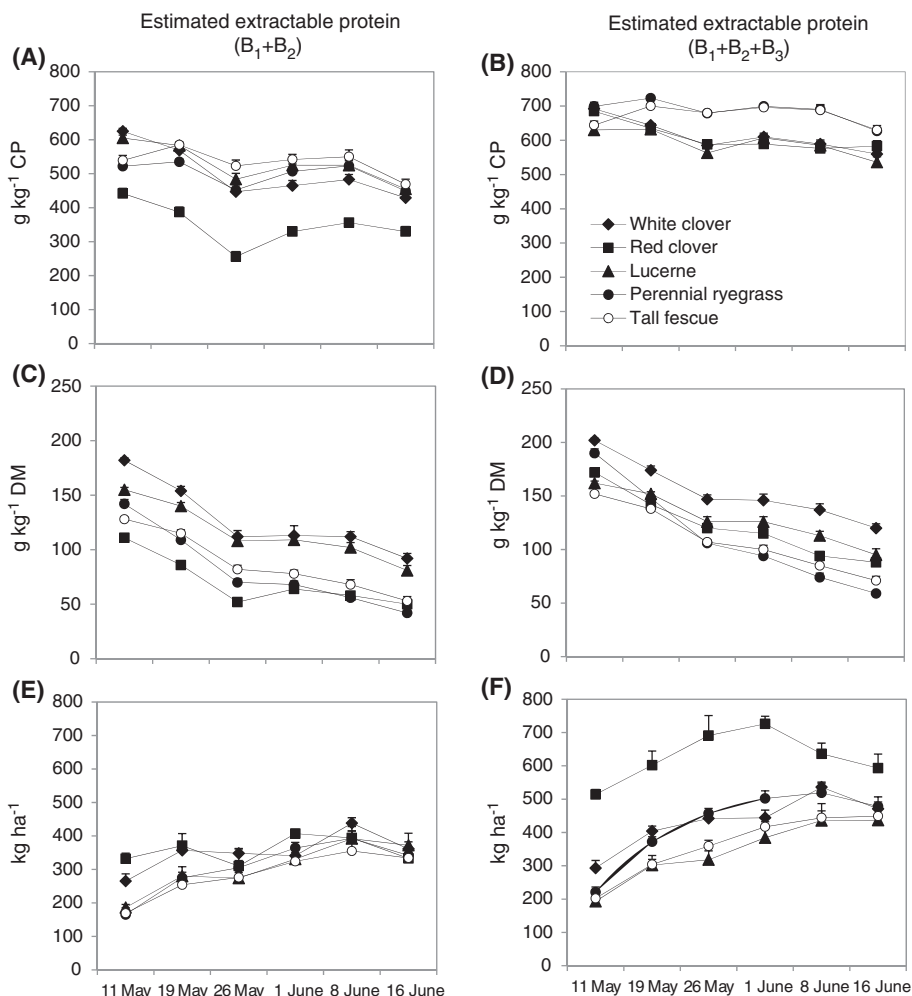 Estimated extractable protein
(B₁+B₂)
Estimated extractable protein
(B₁+B₂+B₃)
(A)
800
700
600
500
400
300
200
100
0
g kg⁻¹ CP
(B)
800
700
600
500
400
300
200
100
0
g kg⁻¹ CP
White clover
Red clover
Lucerne
Perennial ryegrass
Tall fescue
(C)
250
200
150
100
50
0
g kg⁻¹ DM
(D)
250
200
150
100
50
0
g kg⁻¹ DM
(E)
800
700
600
500
400
300
200
100
0
kg ha⁻¹
11 May 19 May 26 May 1 June 8 June 16 June
(F)
800
700
600
500
400
300
200
100
0
kg ha⁻¹
11 May 19 May 26 May 1 June 8 June 16 June